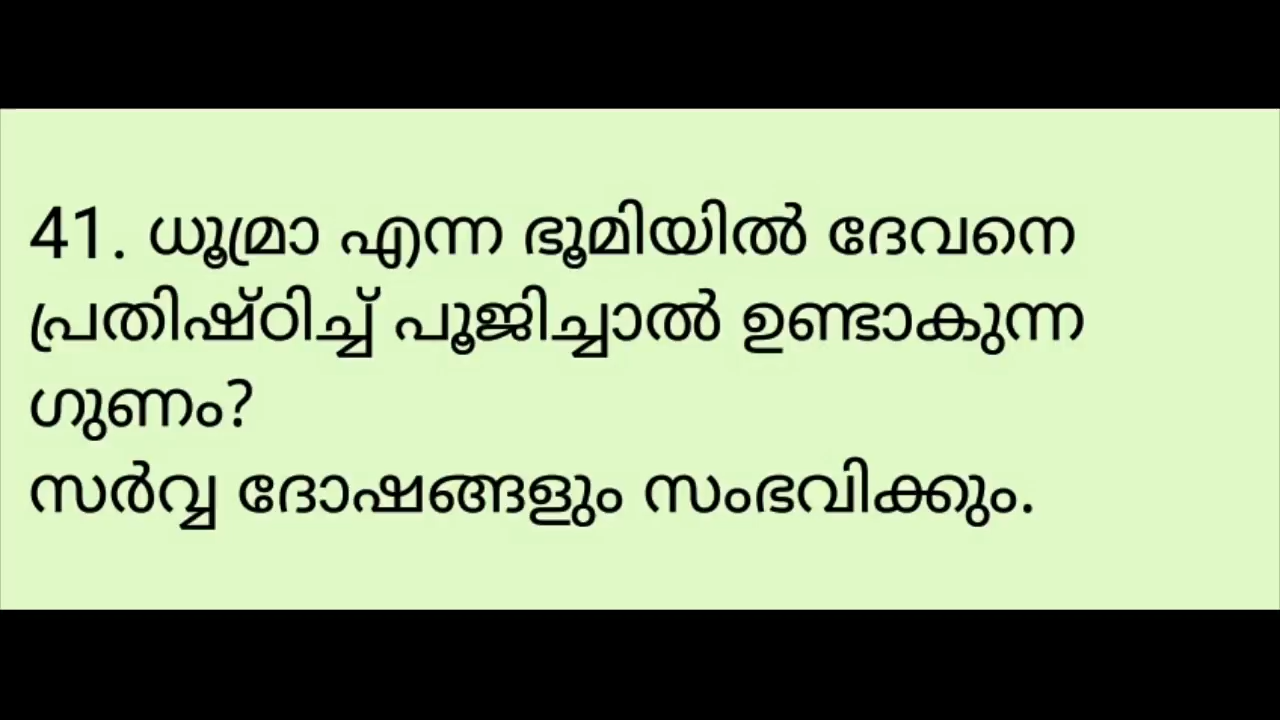 41. ധൂമ്രാ എന്ന ഭൂമിയിൽ ദേവനെ
പ്രതിഷ്ഠിച്ച് പൂജിച്ചാൽ ഉണ്ടാകുന്ന
ഗുണം?
സർവ്വ ദോഷങ്ങളും സംഭവിക്കും.